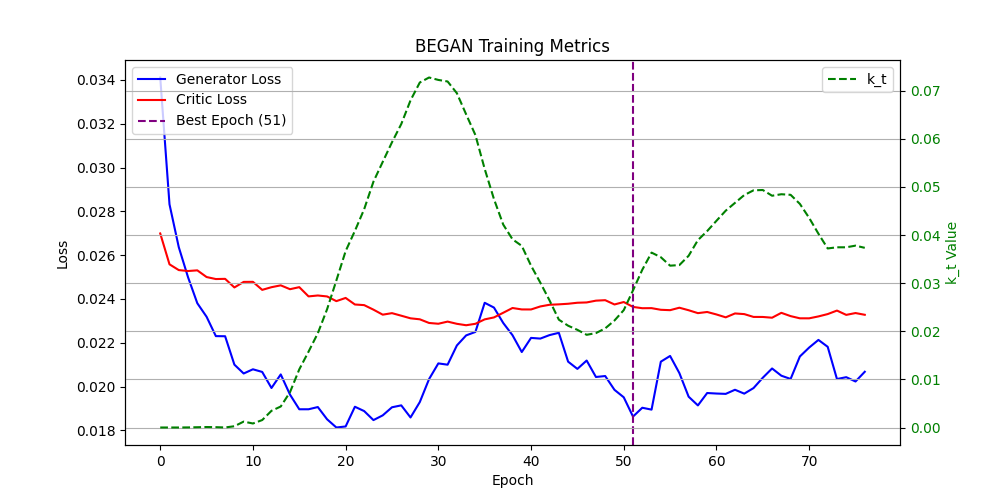 BEGAN Training Metrics
Generator Loss
Critic Loss
Best Epoch (51)
k_t
0.034
0.032
0.030
0.028
0.026
0.024
0.022
0.020
0.018
Loss
0.07
0.06
0.05
0.04
0.03
0.02
0.01
0.00
k_t Value
0 10 20 30 40 50 60 70
Epoch